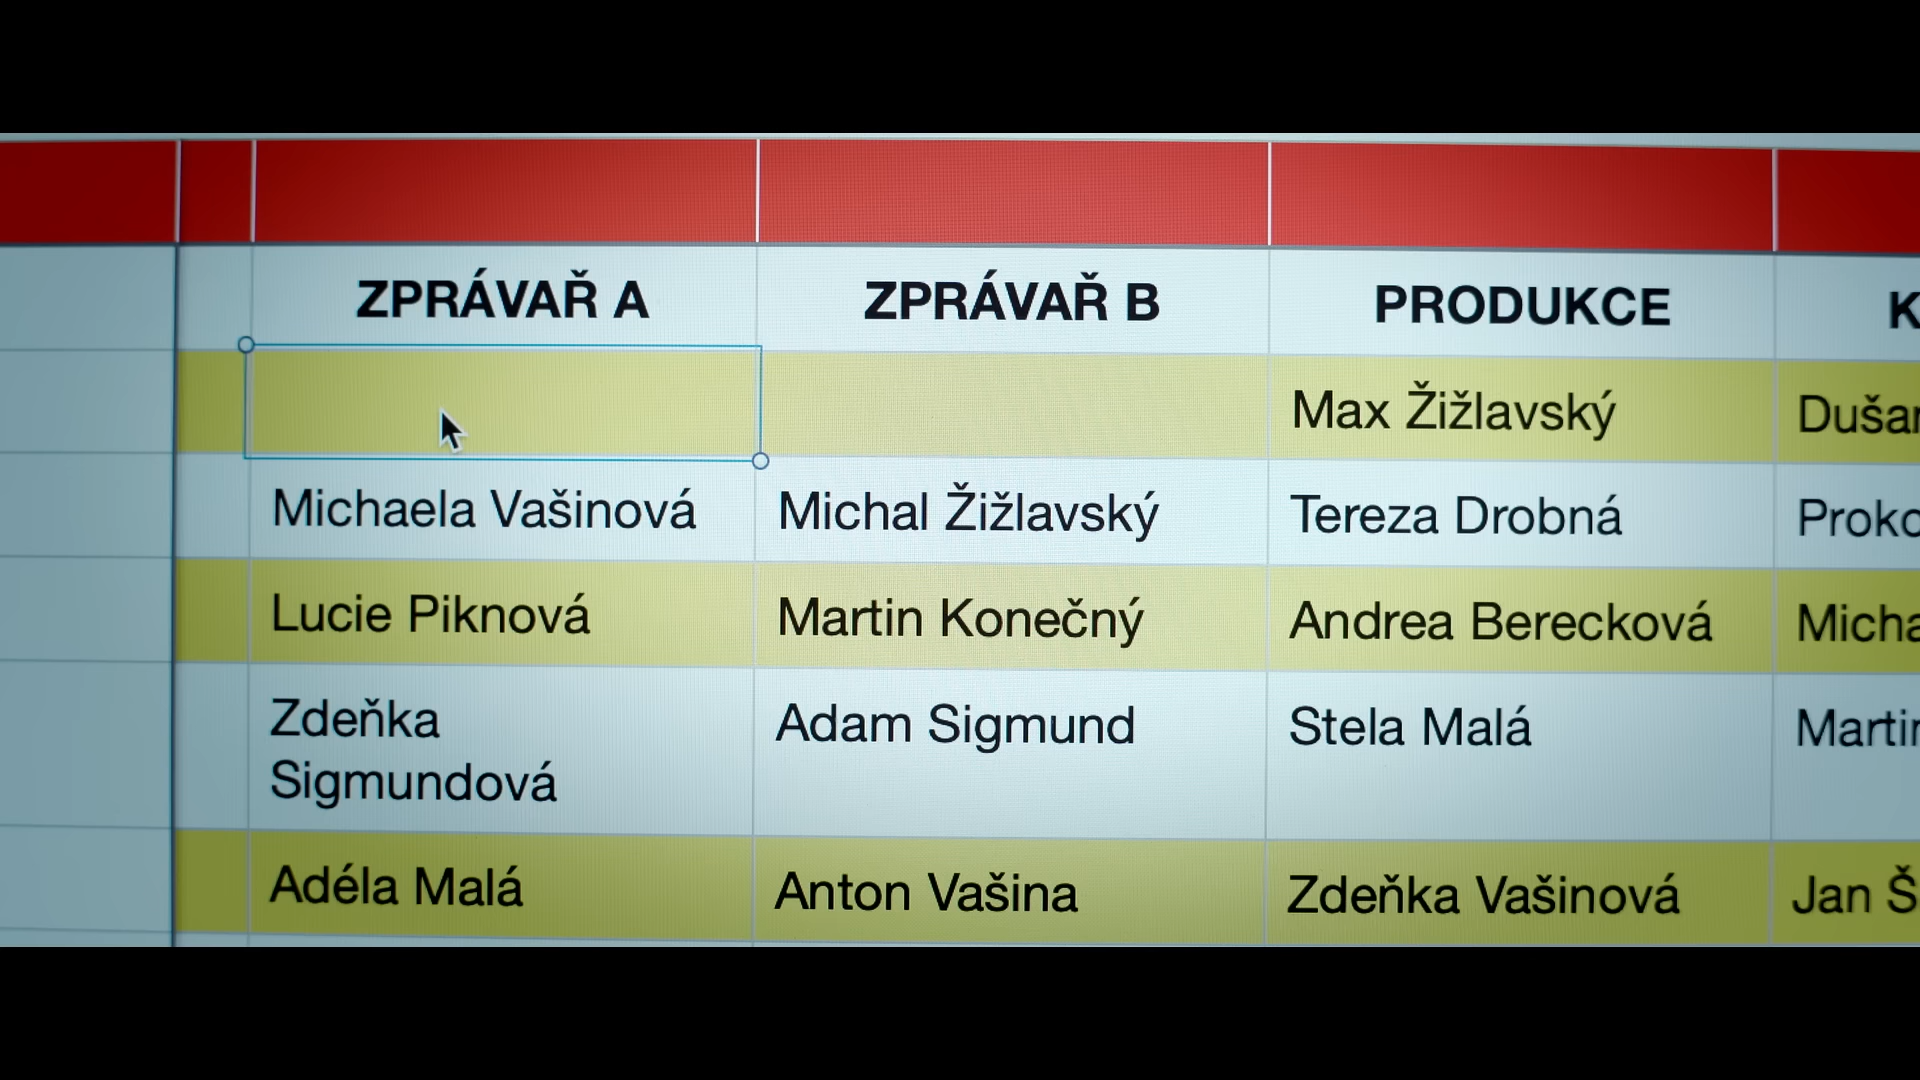 ZPRÁVAŘ A ZPRÁVAŘ B PRODUKCE
Max Žižlavský
Michaela Vašinová Michal Žižlavský Tereza Drobná
Lucie Piknová Martin Konečný Andrea Berecková
Zdeňka Adam Sigmund Stela Malá
Sigmundová
Adéla Malá Anton Vašina Zdeňka Vašinová Jan